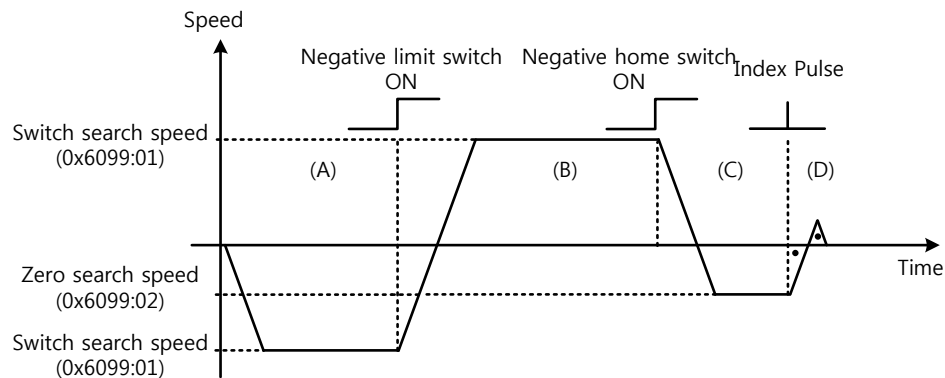 Speed
Negative limit switch
ON
Negative home switch
ON
Index Pulse
Switch search speed
(0x6099:01)
(A)
(B)
(C)
(D)
Time
Zero search speed
(0x6099:02)
Switch search speed
(0x6099:01)